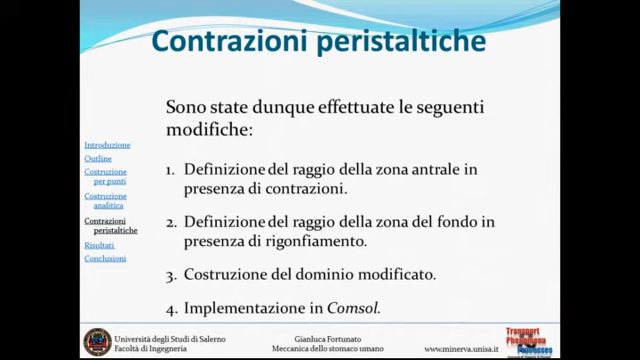 Contrazioni peristaltiche
Sono state dunque effettuate le seguenti
modifiche:
1. Definizione del raggio della zona antrale in
presenza di contrazioni.
2. Definizione del raggio della zona del fondo in
presenza di rigonfiamento.
3. Costruzione del dominio modificato.
4. Implementazione in Comsol.
Introduzione
Outline
Costruzione
per punti
Costruzione
analitica
Contrazioni
peristaltiche
Risultati
Conclusioni
Università degli Studi di Salerno
Facoltà di Ingegneria
Gianluca Fortunato
Meccanica dello stomaco umano
www.minerva.unisa.it
Transport
Phenomena
Processes